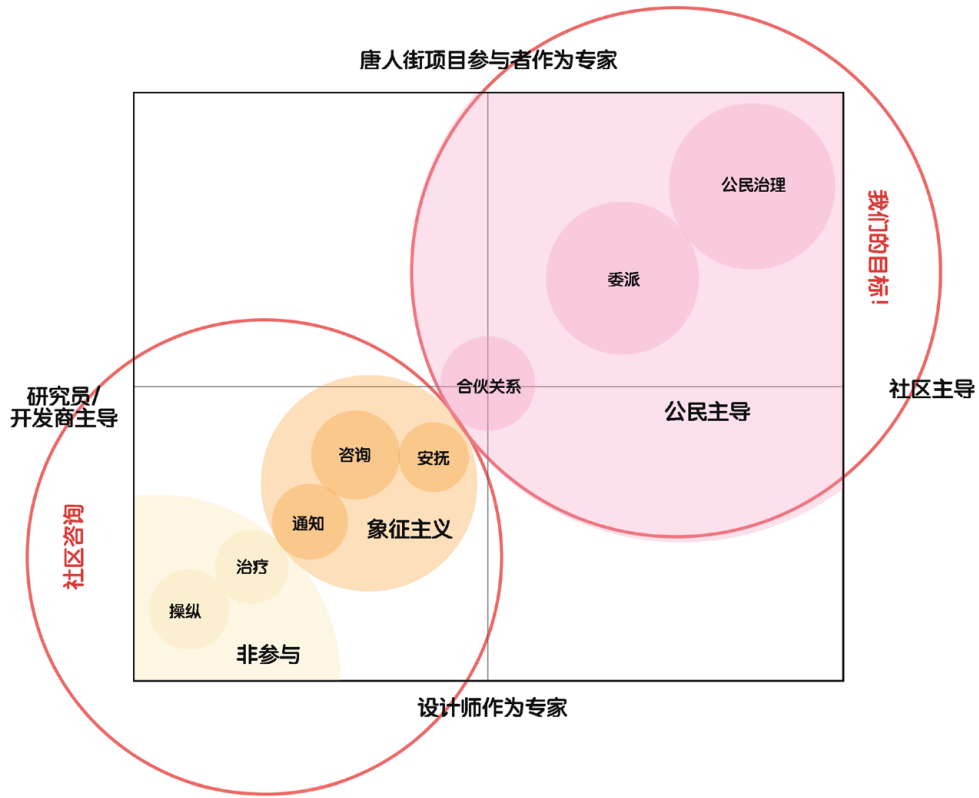 唐人街项目参与者作为专家
公民治理
我们的目标!
委派
合伙关系
研究员/
开发商主导
社区主导
公民主导
咨询
安抚
社区咨询
通知
象征主义
治疗
操纵
非参与
设计师作为专家